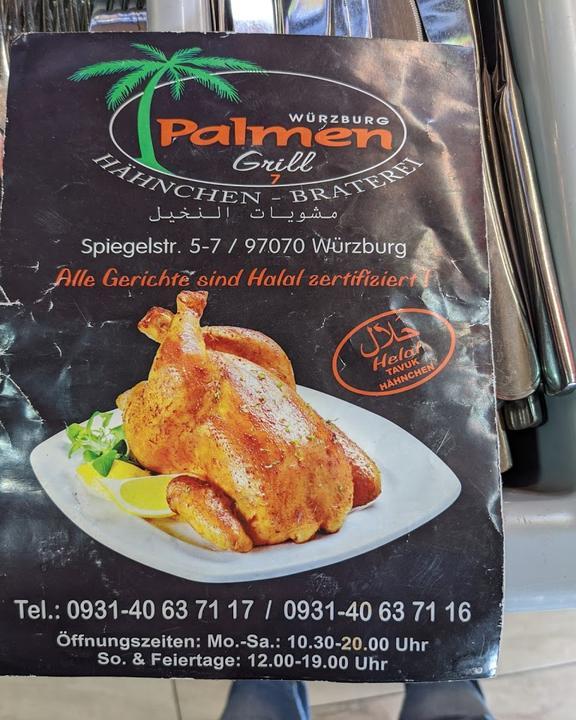 WÜRZBURG
Palmen
Grill
7
HÄHNCHEN - BRATEREI
مشويات النخيل
Spiegelstr. 5-7 / 97070 Würzburg
Alle Gerichte sind Halal zertifiziert !
حلال
Helal
TAVUK
HÄHNCHEN
Tel.: 0931-40 63 71 17 / 0931-40 63 71 16
Öffnungszeiten: Mo.-Sa.: 10.30-20.00 Uhr
So. & Feiertage: 12.00-19.00 Uhr